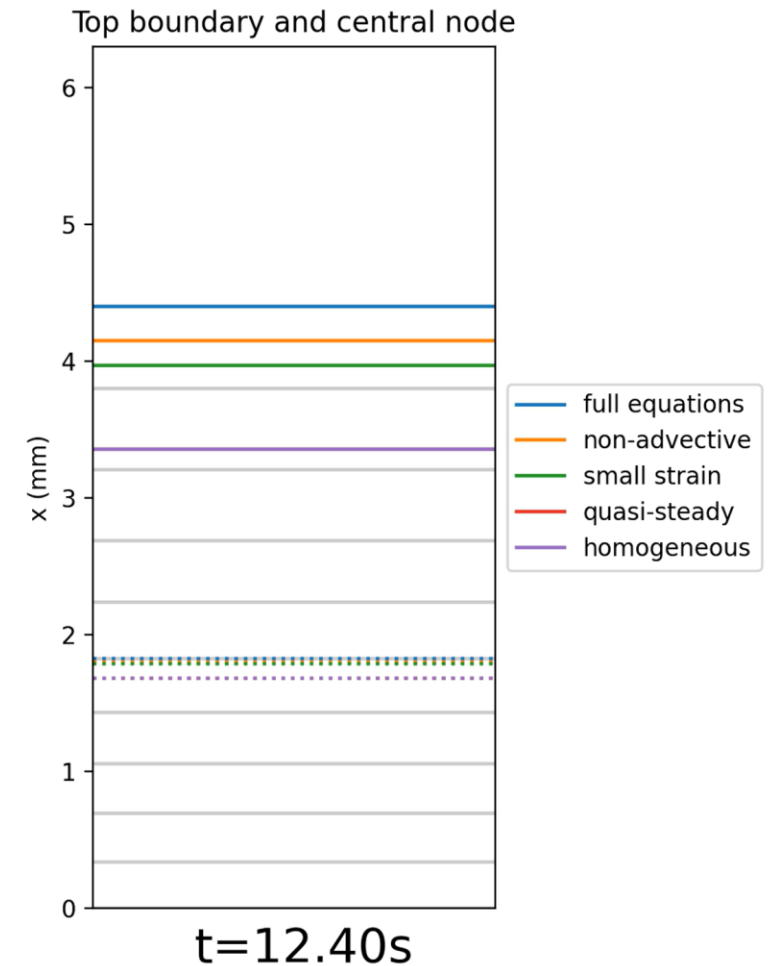 Top boundary and central node
6
5
4
3
2
1
0
x (mm)
full equations
non-advective
small strain
quasi-steady
homogeneous
t=12.40s